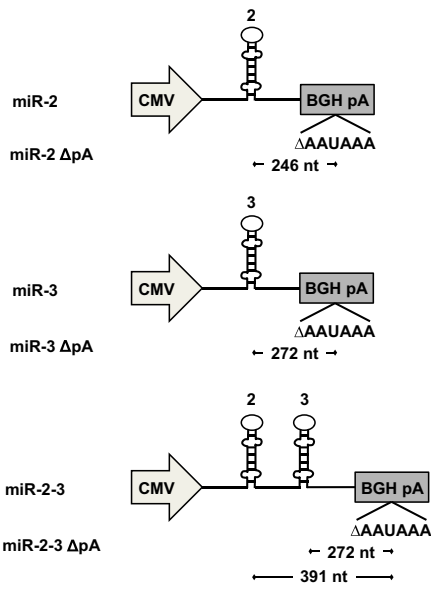 2
miR-2 CMV BGH pA
ΔAAUAAA
miR-2 ΔpA
246 nt
3
miR-3 CMV BGH pA
ΔAAUAAA
miR-3 ΔpA
272 nt
2 3
miR-2-3 CMV BGH pA
ΔAAUAAA
miR-2-3 ΔpA
272 nt
391 nt